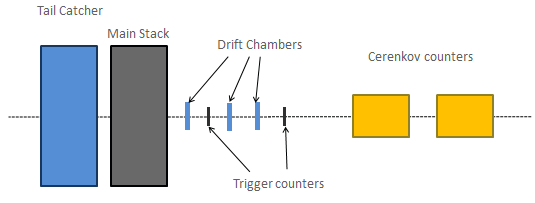 Tail Catcher
Main Stack
Drift Chambers
Cerenkov counters
Trigger counters